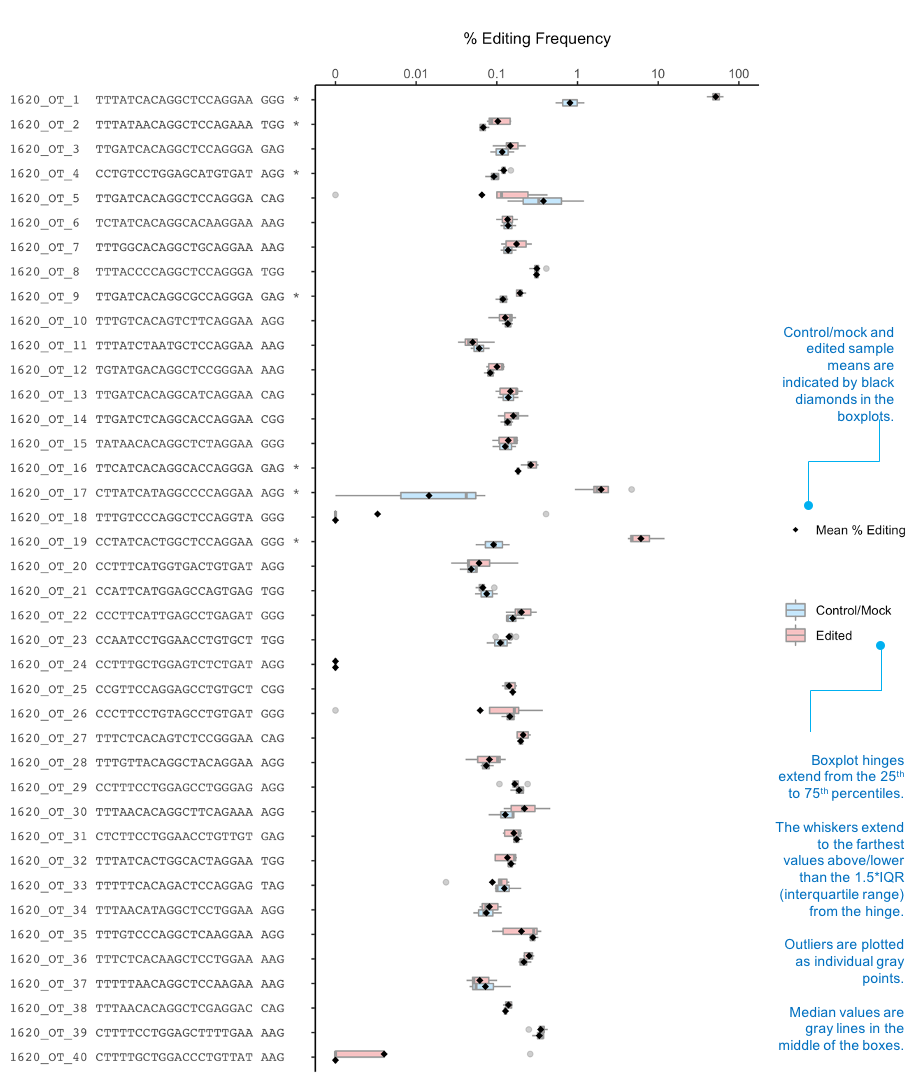 % Editing Frequency
0 0.01 0.1 1 10 100
1620_OT_1 TTTATCACAGGCTCCAGGAA GGG *
1620_OT_2 TTTATAACAGGCTCCAGAAA TGG *
1620_OT_3 TTGATCACAGGCTCCAGGGA GAG
1620_OT_4 CCTGTCCTGGAGCATGTGAT AGG *
1620_OT_5 TTGATCACAGGCTCCAGGGA CAG
1620_OT_6 TCTATCACAGGCACAAGGAA AAG
1620_OT_7 TTTGGCACAGGCTGCAGGAA AAG
1620_OT_8 TTTACCCCAGGCTCCAGGGA TGG
1620_OT_9 TTGATCACAGGCGCCAGGGA GAG *
1620_OT_10 TTTGTCACAGTCTTCAGGAA AGG
1620_OT_11 TTTATCTAATGCTCCAGGAA AAG
1620_OT_12 TGTATGACAGGCTCCGGGAA AAG
1620_OT_13 TTGATCACAGGCATCAGGAA CAG
1620_OT_14 TTGATCTCAGGCACCAGGAA CGG
1620_OT_15 TATAACACAGGCTCTAGGAA GGG
1620_OT_16 TTCATCACAGGCACCAGGGA GAG *
1620_OT_17 CTTATCATAGGCCCCAGGAA AGG *
1620_OT_18 TTTGTCCCAGGCTCCAGGTA GGG
1620_OT_19 CCTATCACTGGCTCCAGGAA GGG *
1620_OT_20 CCTTTCATGGTGACTGTGAT AGG
1620_OT_21 CCATTCATGGAGCCAGTGAG TGG
1620_OT_22 CCCTTCATTGAGCCTGAGAT GGG
1620_OT_23 CCAATCCTGGAACCTGTGCT TGG
1620_OT_24 CCTTTGCTGGAGTCTCTGAT AGG
1620_OT_25 CCGTTCCAGGAGCCTGTGCT CGG
1620_OT_26 CCCTTCCTGTAGCCTGTGAT GGG
1620_OT_27 TTTCTCACAGTCTCCGGGAA CAG
1620_OT_28 TTTGTTACAGGCTACAGGAA AGG
1620_OT_29 CCTTTCCTGGAGCCTGGGAG AGG
1620_OT_30 TTTAACACAGGCTTCAGAAA AGG
1620_OT_31 CTCTTCCTGGAACCTGTTGT GAG
1620_OT_32 TTTATCACTGGCACTAGGAA TGG
1620_OT_33 TTTTTCACAGACTCCAGGAG TAG
1620_OT_34 TTTAACATAGGCTCCTGGAA AGG
1620_OT_35 TTTGTCCCAGGCTCAAGGAA AGG
1620_OT_36 TTTCTCACAAGCTCCTGGAA AAG
1620_OT_37 TTTTTAACAGGCTCCAAGAA AAG
1620_OT_38 TTTAACACAGGCTCGAGGAC CAG
1620_OT_39 CTTTTCCTGGAGCTTTTGAA AAG
1620_OT_40 CTTTTGCTGGACCCTGTTAT AAG
Control/mock and
edited sample
means are
indicated by black
diamonds in the
boxplots.
Mean % Editing
Control/Mock
Edited
Boxplot hinges
extend from the 25th
to 75th percentiles.
The whiskers extend
to the farthest
values above/lower
than the 1.5*IQR
(interquartile range)
from the hinge.
Outliers are plotted
as individual gray
points.
Median values are
gray lines in the
middle of the boxes.